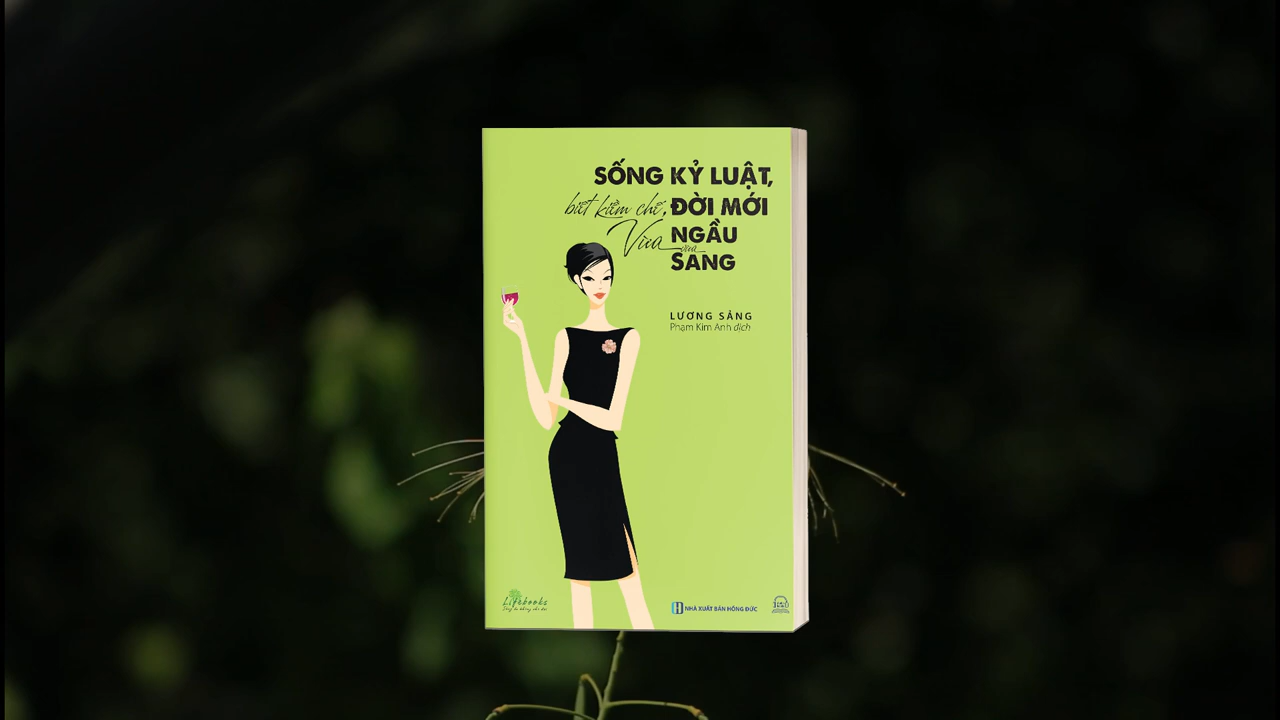 SỐNG KỶ LUẬT,
biết kiềm chế, ĐỜI MỚI
Vừa NGẦU
vừa SANG
LƯƠNG SẢNG
Phạm Kim Anh dịch
Lifebooks
NHÀ XUẤT BẢN HỒNG ĐỨC